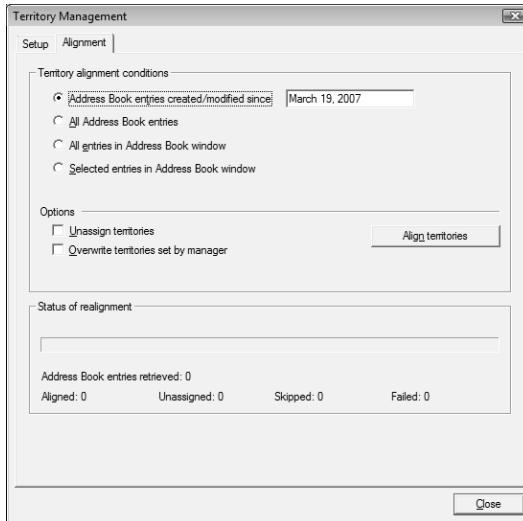 Territory Management
Setup Alignment
Territory alignment conditions
Address Book entries created/modified since March 19, 2007
All Address Book entries
All entries in Address Book window
Selected entries in Address Book window
Options
Unassign territories
Align territories
Overwrite territories set by manager
Status of realignment
Address Book entries retrieved: 0
Aligned: 0 Unassigned: 0 Skipped: 0 Failed: 0
Close